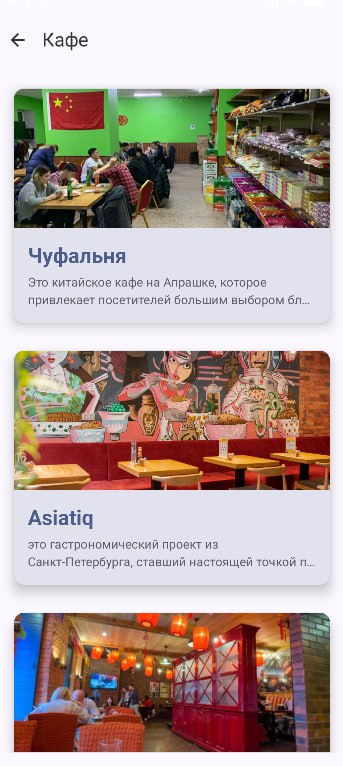 Кафе
Чуфальня
Это китайское кафе на Апрашке, которое
привлекает посетителей большим выбором бл...
Asiatiq
это гастрономический проект из
Санкт-Петербурга, ставший настоящей точкой п...